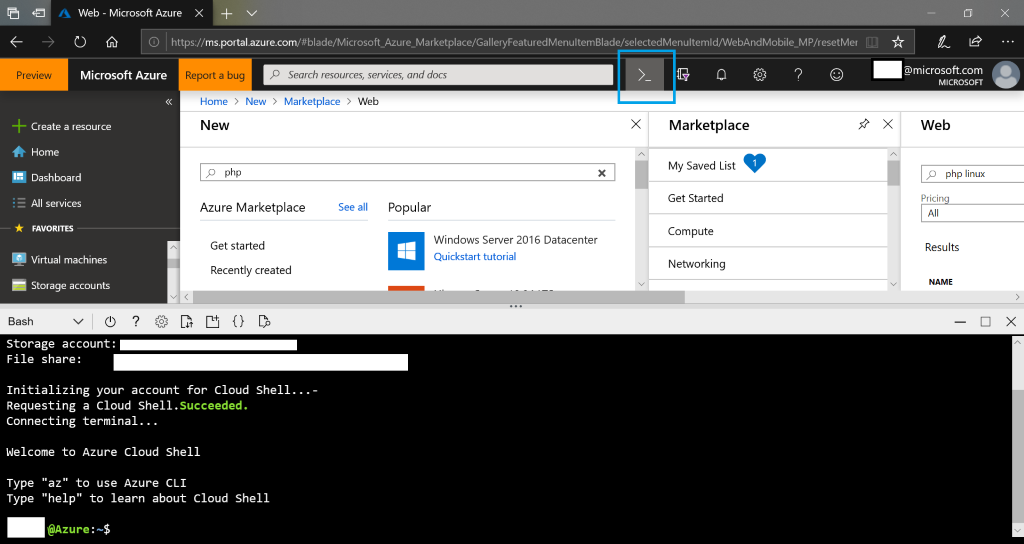 Web - Microsoft Azure
https://ms.portal.azure.com/#blade/Microsoft_Azure_Marketplace/GalleryFeaturedMenuItemBlade/selectedMenuItemId/WebAndMobile_MP/resetMer
Preview
Microsoft Azure
Report a bug
Search resources, services, and docs
>_
?
@microsoft.com
MICROSOFT
Home > New > Marketplace > Web
Create a resource
Home
Dashboard
All services
FAVORITES
Virtual machines
Storage accounts
New
php
Azure Marketplace
See all
Popular
Get started
Recently created
Windows Server 2016 Datacenter
Quickstart tutorial
Marketplace
My Saved List
1
Get Started
Compute
Networking
Web
php linux
Pricing
All
Results
NAME
Bash
?
{}
Storage account:
File share:
Initializing your account for Cloud Shell...-
Requesting a Cloud Shell.Succeeded.
Connecting terminal...
Welcome to Azure Cloud Shell
Type "az" to use Azure CLI
Type "help" to learn about Cloud Shell
@Azure:~$